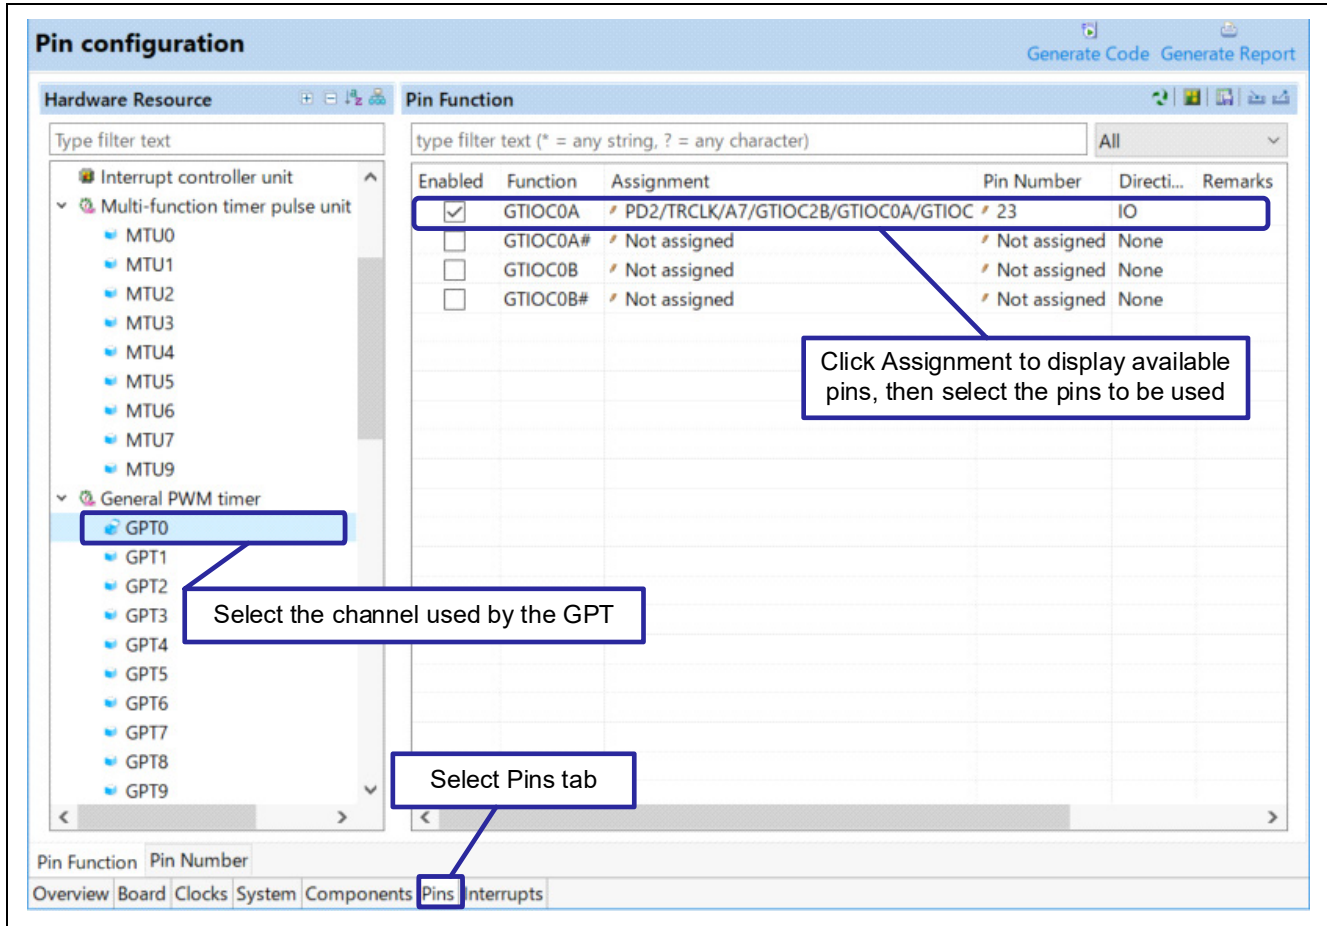 Pin configuration
Generate Code Generate Report
Hardware Resource
Pin Function
Type filter text
type filter text (* = any string, ? = any character)
All
Interrupt controller unit
Multi-function timer pulse unit
MTU0
MTU1
MTU2
MTU3
MTU4
MTU5
MTU6
MTU7
MTU9
General PWM timer
GPT0
GPT1
GPT2
GPT3
GPT4
GPT5
GPT6
GPT7
GPT8
GPT9
Enabled Function Assignment Pin Number Directi... Remarks
GTIOC0A PD2/TRCLK/A7/GTIOC2B/GTIOC0A/GTIOC 23 IO
GTIOC0A# Not assigned Not assigned None
GTIOC0B Not assigned Not assigned None
GTIOC0B# Not assigned Not assigned None
Click Assignment to display available
pins, then select the pins to be used
Select the channel used by the GPT
Select Pins tab
Pin Function Pin Number
Overview Board Clocks System Components Pins Interrupts